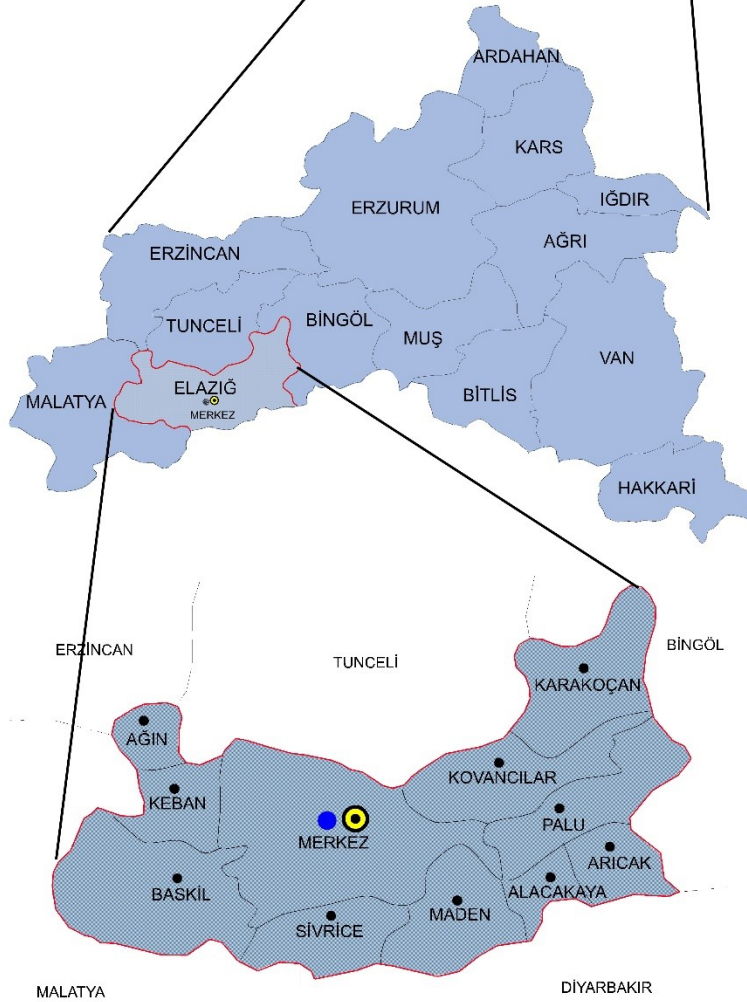 ARDAHAN
KARS
IĞDIR
ERZURUM
AĞRI
ERZİNCAN
TUNCELİ
BİNGÖL
MUŞ
VAN
ELAZIĞ
BİTLİS
MALATYA
MERKEZ
HAKKARİ
ERZİNCAN
TUNCELİ
BİNGÖL
KARAKOÇAN
AĞIN
KOVANCILAR
KEBAN
PALU
MERKEZ
ARICAK
BASKİL
ALACAKAYA
MADEN
SİVRİCE
MALATYA
DİYARBAKIR